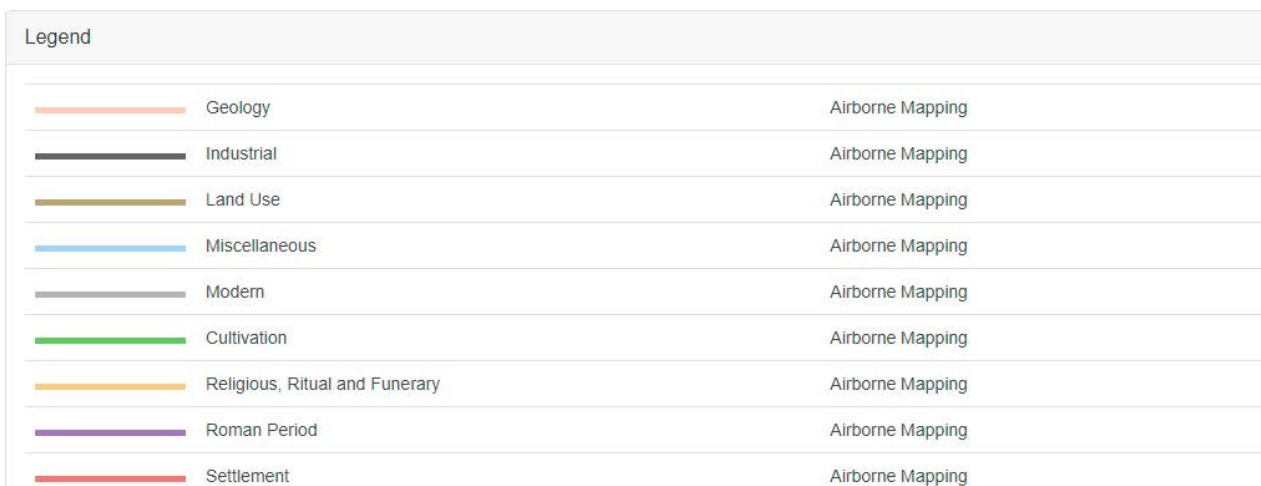 Legend
Geology Airborne Mapping
Industrial Airborne Mapping
Land Use Airborne Mapping
Miscellaneous Airborne Mapping
Modern Airborne Mapping
Cultivation Airborne Mapping
Religious, Ritual and Funerary Airborne Mapping
Roman Period Airborne Mapping
Settlement Airborne Mapping